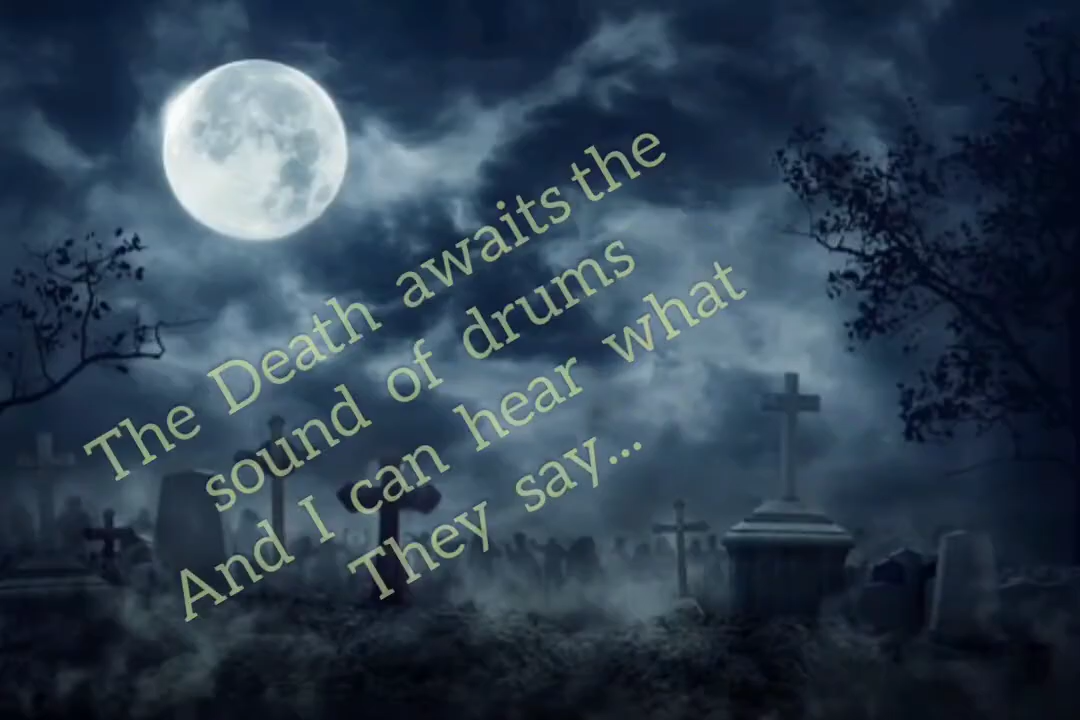 The Death awaits the
sound of drums
And I can hear what
They say...